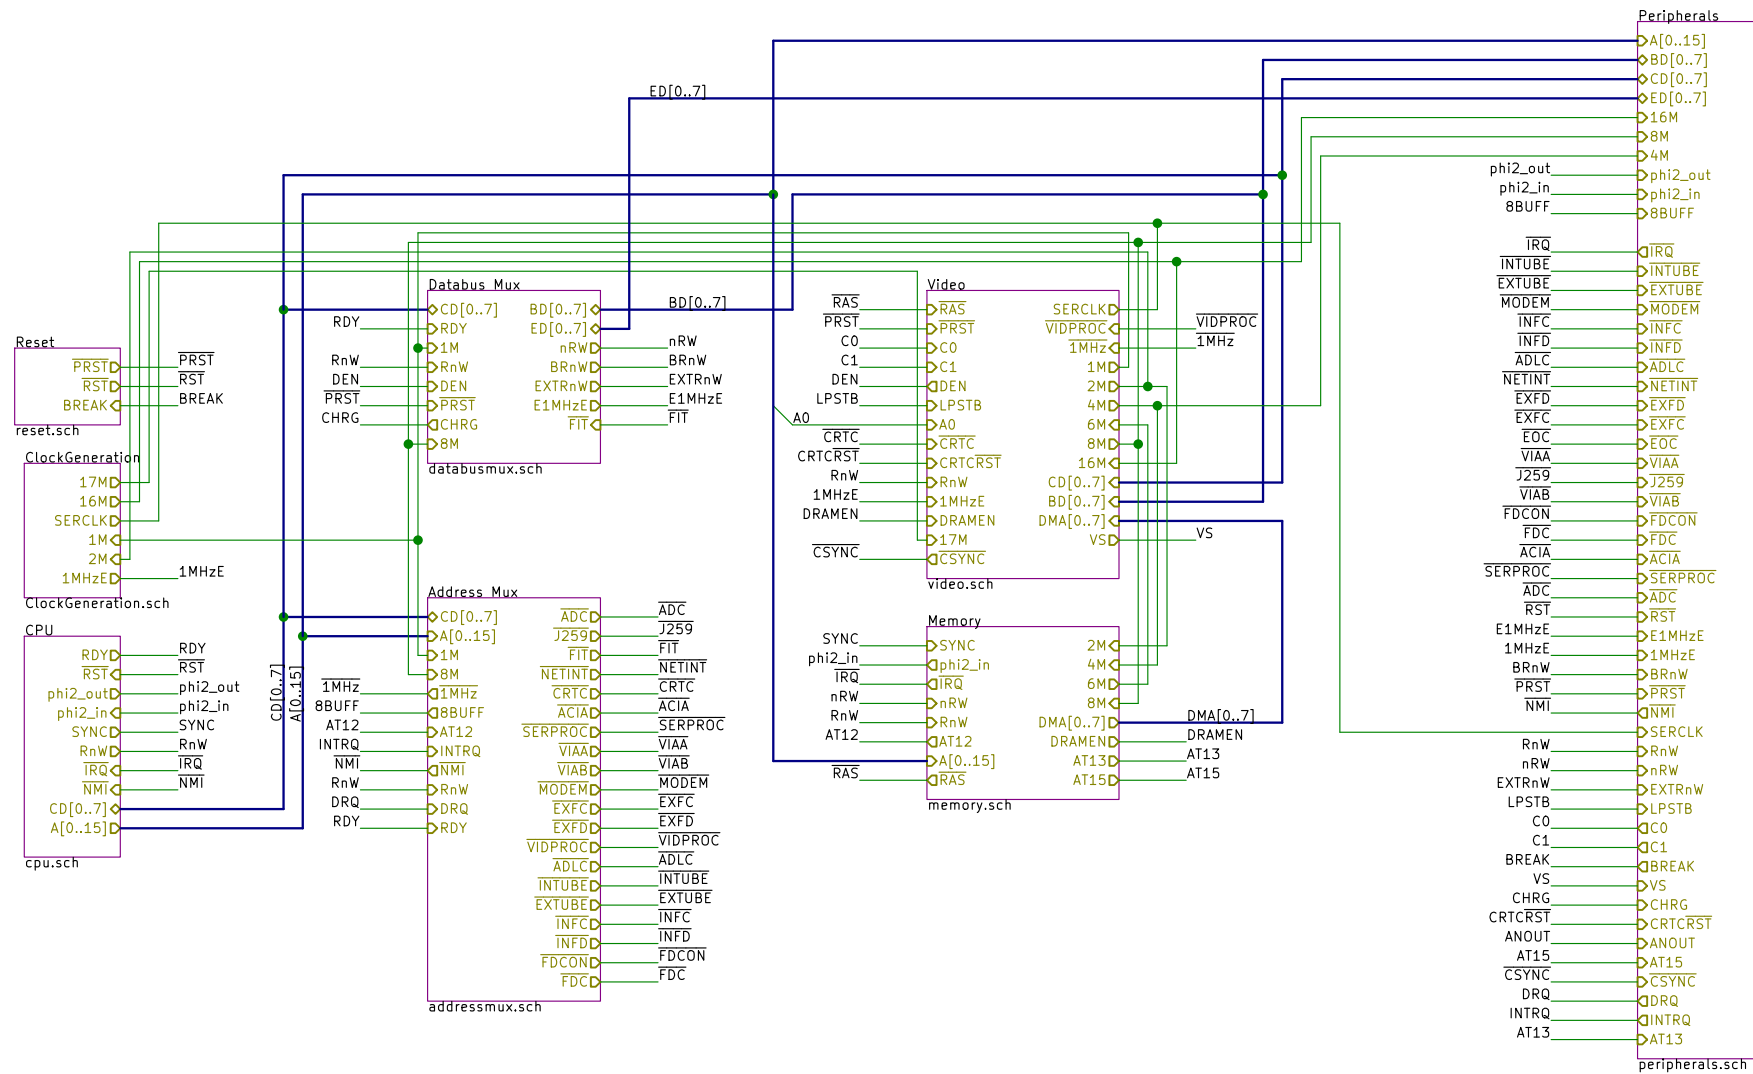 Peripherals
A[0..15]
BD[0..7]
CD[0..7]
ED[0..7]
ED[0..7]
16M
8M
4M
phi2_out phi2_out
phi2_in phi2_in
8BUFF 8BUFF
IRQ IRQ
INTUBE INTUBE
EXTUBE EXTUBE
MODEM MODEM
INFC INFC
INFD INFD
ADLC ADLC
NETINT NETINT
EXFD EXFD
EXFC EXFC
EOC EOC
VIAA VIAA
J259 J259
VIAB VIAB
FDCON FDCON
FDC FDC
ACIA ACIA
SERPROC SERPROC
ADC ADC
RST RST
E1MHzE E1MHzE
1MHzE 1MHzE
BRnW BRnW
PRST PRST
NMI NMI
SERCLK
RnW RnW
nRW nRW
EXTRnW EXTRnW
LPSTB LPSTB
C0 C0
C1 C1
BREAK BREAK
VS VS
CHRG CHRG
CRTCRST CRTCRST
ANOUT ANOUT
AT15 AT15
CSYNC CSYNC
DRQ DRQ
INTRQ INTRQ
AT13 AT13
peripherals.sch
Reset
PRST PRST
RST RST
BREAK BREAK
reset.sch
ClockGeneration
17M
16M
SERCLK
1M
2M
1MHzE 1MHzE
ClockGeneration.sch
CPU
RDY RDY
RST RST
phi2_out phi2_out
phi2_in phi2_in
SYNC SYNC
RnW RnW
IRQ IRQ
NMI NMI
CD[0..7]
A[0..15]
cpu.sch
CD[0..7]
A[0..15]
Databus Mux
CD[0..7] BD[0..7] BD[0..7]
RDY RDY ED[0..7]
1M nRW nRW
RnW RnW BRnW BRnW
DEN DEN EXTRnW EXTRnW
PRST PRST E1MHzE E1MHzE
CHRG CHRG FIT FIT
8M
databusmux.sch
Address Mux
CD[0..7] ADC ADC
A[0..15] J259 J259
1M FIT FIT
8M NETINT NETINT
1MHz 1MHz CRTC CRTC
8BUFF 8BUFF ACIA ACIA
AT12 AT12 SERPROC SERPROC
INTRQ INTRQ VIAA VIAA
NMI NMI VIAB VIAB
RnW RnW MODEM MODEM
DRQ DRQ EXFC EXFC
RDY RDY EXFD EXFD
VIDPROC VIDPROC
ADLC ADLC
INTUBE INTUBE
EXTUBE EXTUBE
INFC INFC
INFD INFD
FDCON FDCON
FDC FDC
addressmux.sch
Video
RAS RAS SERCLK
PRST PRST VIDPROC VIDPROC
C0 C0 1MHz 1MHz
C1 C1 1M
DEN DEN 2M
LPSTB LPSTB 4M
A0 A0 6M
CRTC CRTC 8M
CRTCRST CRTCRST 16M
RnW RnW CD[0..7]
1MHzE 1MHzE BD[0..7]
DRAMEN DRAMEN DMA[0..7]
17M VS VS
CSYNC CSYNC
video.sch
Memory
SYNC SYNC 2M
phi2_in phi2_in 4M
IRQ IRQ 6M
nRW nRW 8M
RnW RnW DMA[0..7] DMA[0..7]
AT12 AT12 DRAMEN DRAMEN
A[0..15] AT13 AT13
RAS RAS AT15 AT15
memory.sch